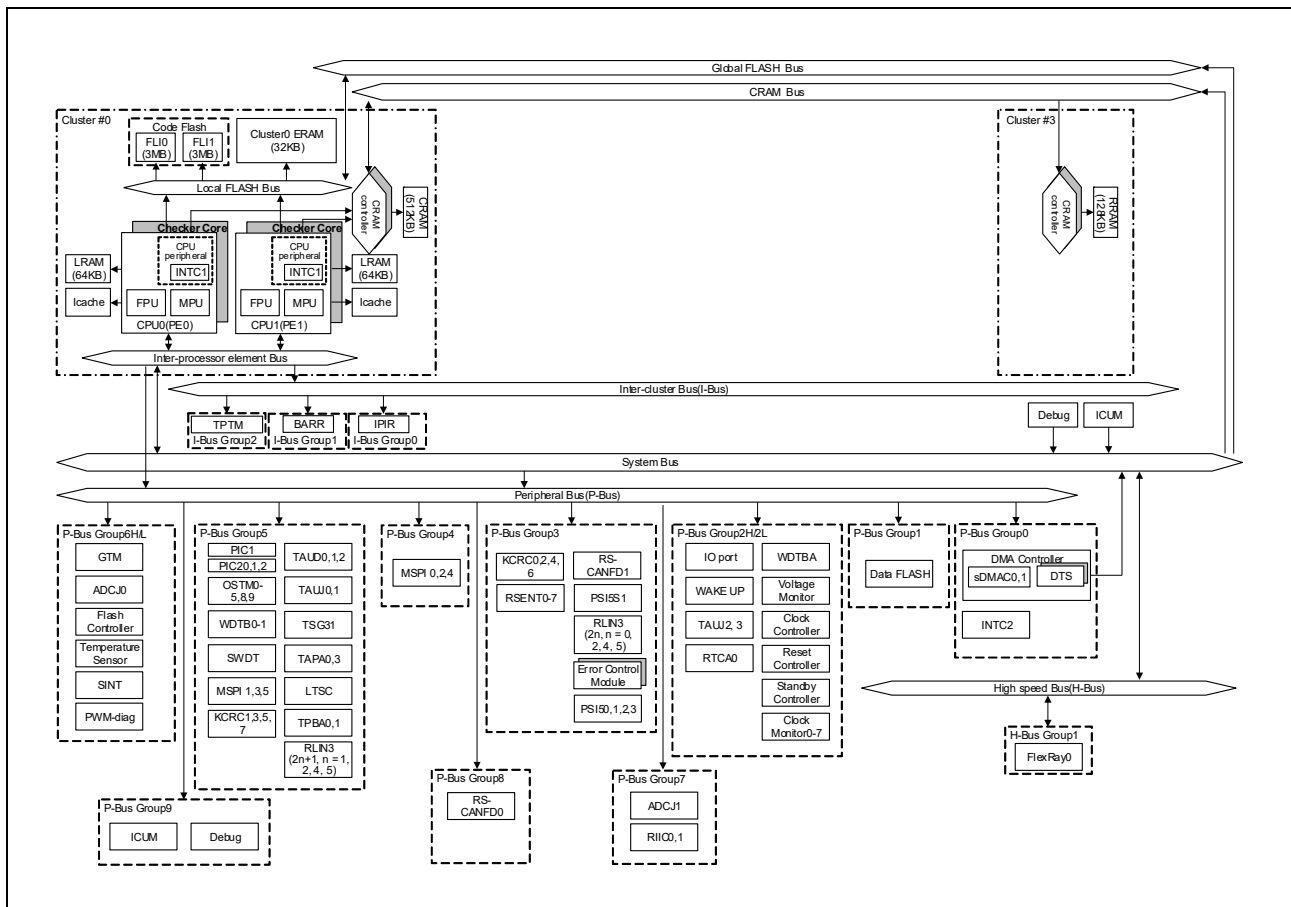 Global FLASH Bus
CRAM Bus
Cluster #0
Code Flash
FLI0
(3MB)
FLI1
(3MB)
Cluster0 ERAM
(32KB)
Local FLASH Bus
CRAM
controller
CRAM
(512KB)
Checker Core
CPU
peripheral
INTC1
FPU
MPU
CPU0(PE0)
Checker Core
CPU
peripheral
INTC1
FPU
MPU
CPU1(PE1)
LRAM
(64KB)
Icache
LRAM
(64KB)
Icache
Inter-processor element Bus
Cluster #3
CRAM
controller
RRAM
(128KB)
Inter-cluster Bus(I-Bus)
TPTM
I-Bus Group2
BARR
I-Bus Group1
IPIR
I-Bus Group0
Debug
ICUM
System Bus
Peripheral Bus(P-Bus)
P-Bus Group6H/L
GTM
ADCJ0
Flash
Controller
Temperature
Sensor
SINT
PWM-diag
P-Bus Group5
PIC1
PIC20,1,2
OSTM0-
5,8,9
WDTB0-1
SWDT
MSPI 1,3,5
KCRC1,3,5,
7
TAUD0,1,2
TAUJ0,1
TSG31
TAPA0,3
LTSC
TPBA0,1
RLIN3
(2n+1, n = 1,
2, 4, 5)
P-Bus Group4
MSPI 0,2,4
P-Bus Group3
KCRC0,2,4,
6
RSENT0-7
RS-
CANFD1
PSI5S1
RLIN3
(2n, n = 0,
2, 4, 5)
Error Control
Module
PSI50,1,2,3
P-Bus Group2H/2L
IO port
WAKE UP
TAUJ2, 3
RTCA0
WDTBA
Voltage
Monitor
Clock
Controller
Reset
Controller
Standby
Controller
Clock
Monitor0-7
P-Bus Group1
Data FLASH
P-Bus Group0
DMA Controller
sDMAC0,1
DTS
INTC2
High speed Bus(H-Bus)
H-Bus Group1
FlexRay0
P-Bus Group9
ICUM
Debug
P-Bus Group8
RS-
CANFD0
P-Bus Group7
ADCJ1
RIIC0,1